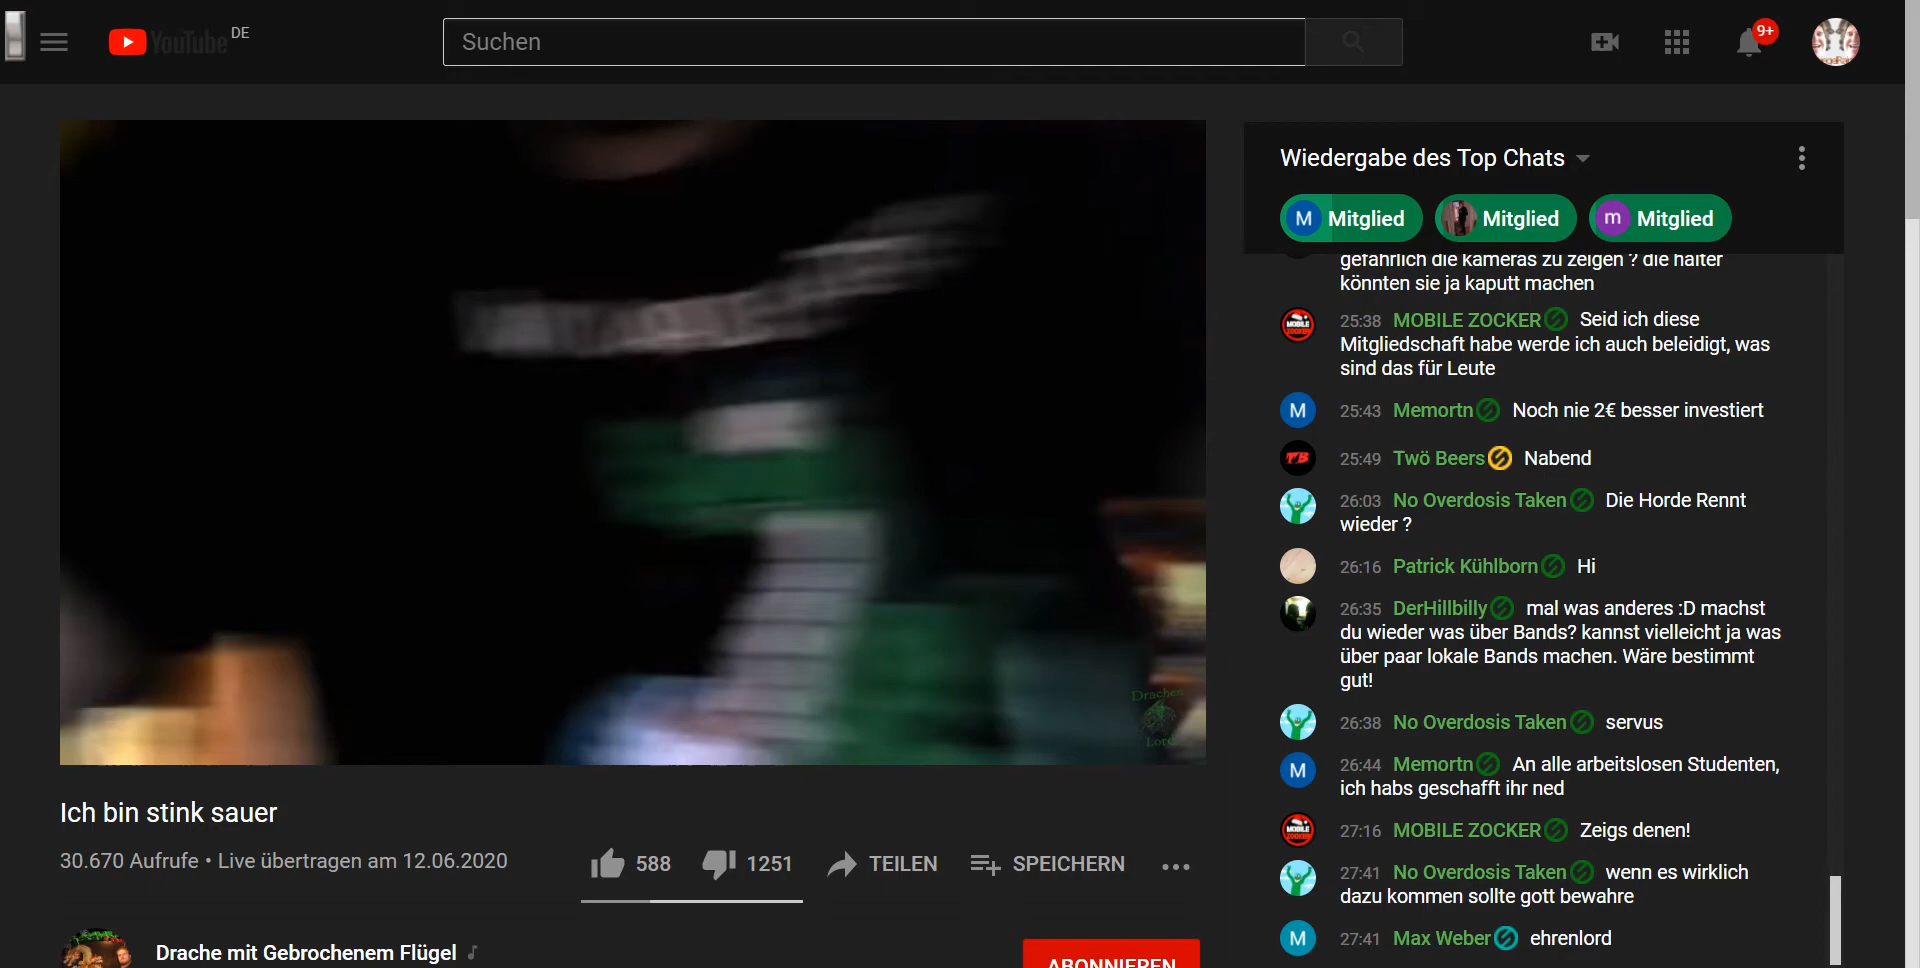 YouTube DE
Suchen
9+
Wiedergabe des Top Chats
M Mitglied
Mitglied
m Mitglied
gefährlich die kameras zu zeigen ? die halter
könnten sie ja kaputt machen
MOBILE ZOCKER
25:38 MOBILE ZOCKER Seid ich diese
Mitgliedschaft habe werde ich auch beleidigt, was
sind das für Leute
M
25:43 Memortn Noch nie 2€ besser investiert
TB
25:49 Twö Beers Nabend
26:03 No Overdosis Taken Die Horde Rennt
wieder ?
26:16 Patrick Kühlborn Hi
26:35 DerHillbilly mal was anderes :D machst
du wieder was über Bands? kannst vielleicht ja was
über paar lokale Bands machen. Wäre bestimmt
gut!
26:38 No Overdosis Taken servus
M
26:44 Memortn An alle arbeitslosen Studenten,
ich habs geschafft ihr ned
MOBILE ZOCKER
27:16 MOBILE ZOCKER Zeigs denen!
27:41 No Overdosis Taken wenn es wirklich
dazu kommen sollte gott bewahre
M
27:41 Max Weber ehrenlord
Drachen
Lord
Ich bin stink sauer
30.670 Aufrufe • Live übertragen am 12.06.2020
588
1251
TEILEN
SPEICHERN
Drache mit Gebrochenem Flügel
ABONNIEREN